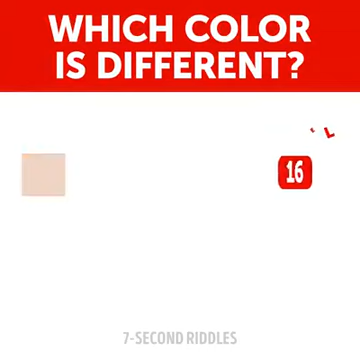 WHICH COLOR
IS DIFFERENT?
16
7-SECOND RIDDLES